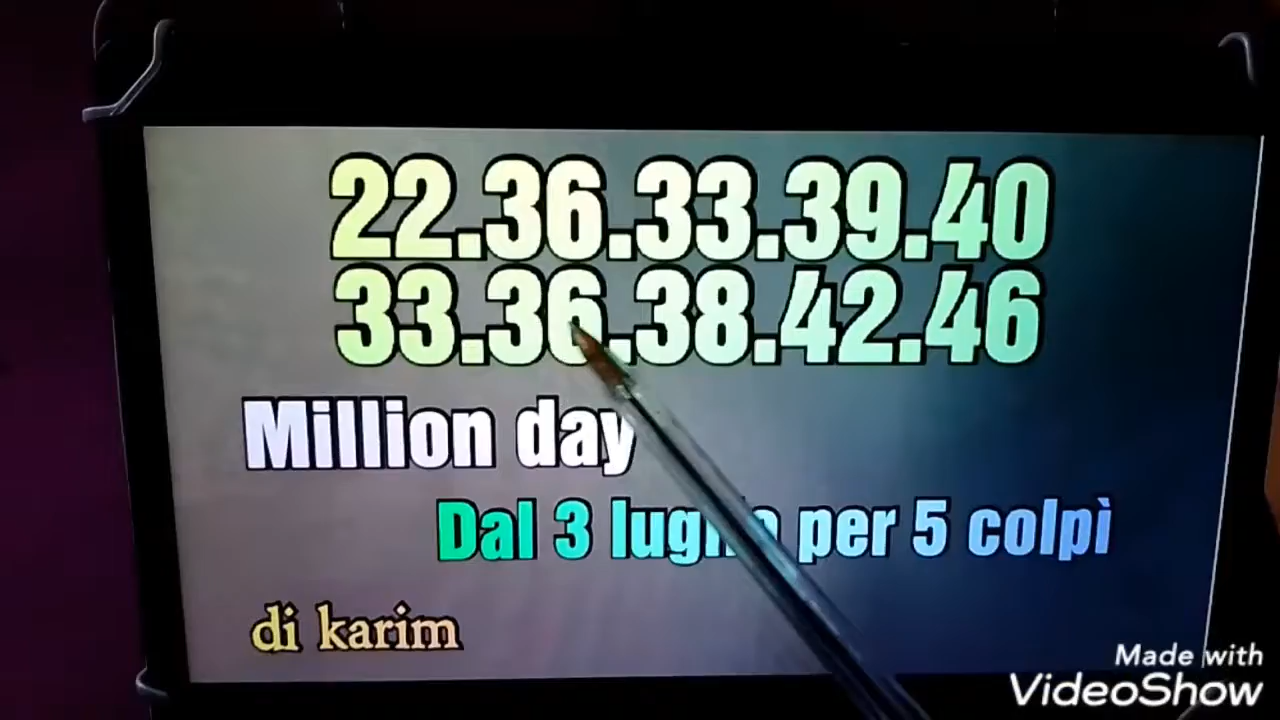 22.36.33.39.40
33.36.38.42.46
Million day
Dal 3 per 5 colpì
di karim
Made with
VideoShow